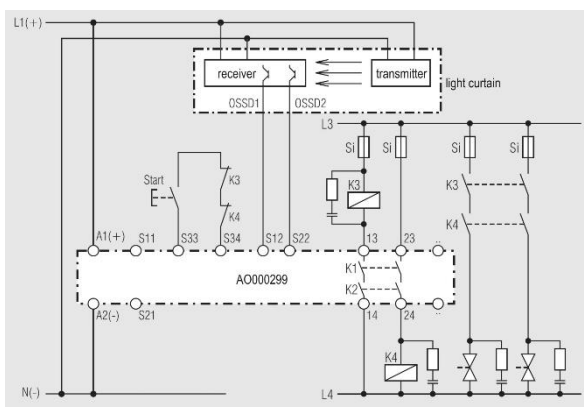 L1(+)
receiver
transmitter
light curtain
OSSD1
OSSD2
L3
Si
Si
Si
Si
Start
K3
K4
K3
K3
K4
A1(+)
S11
S33
S34
S12
S22
13
23
..
AO000299
K1
K2
A2(-)
S21
14
24
..
K4
N(-)
L4